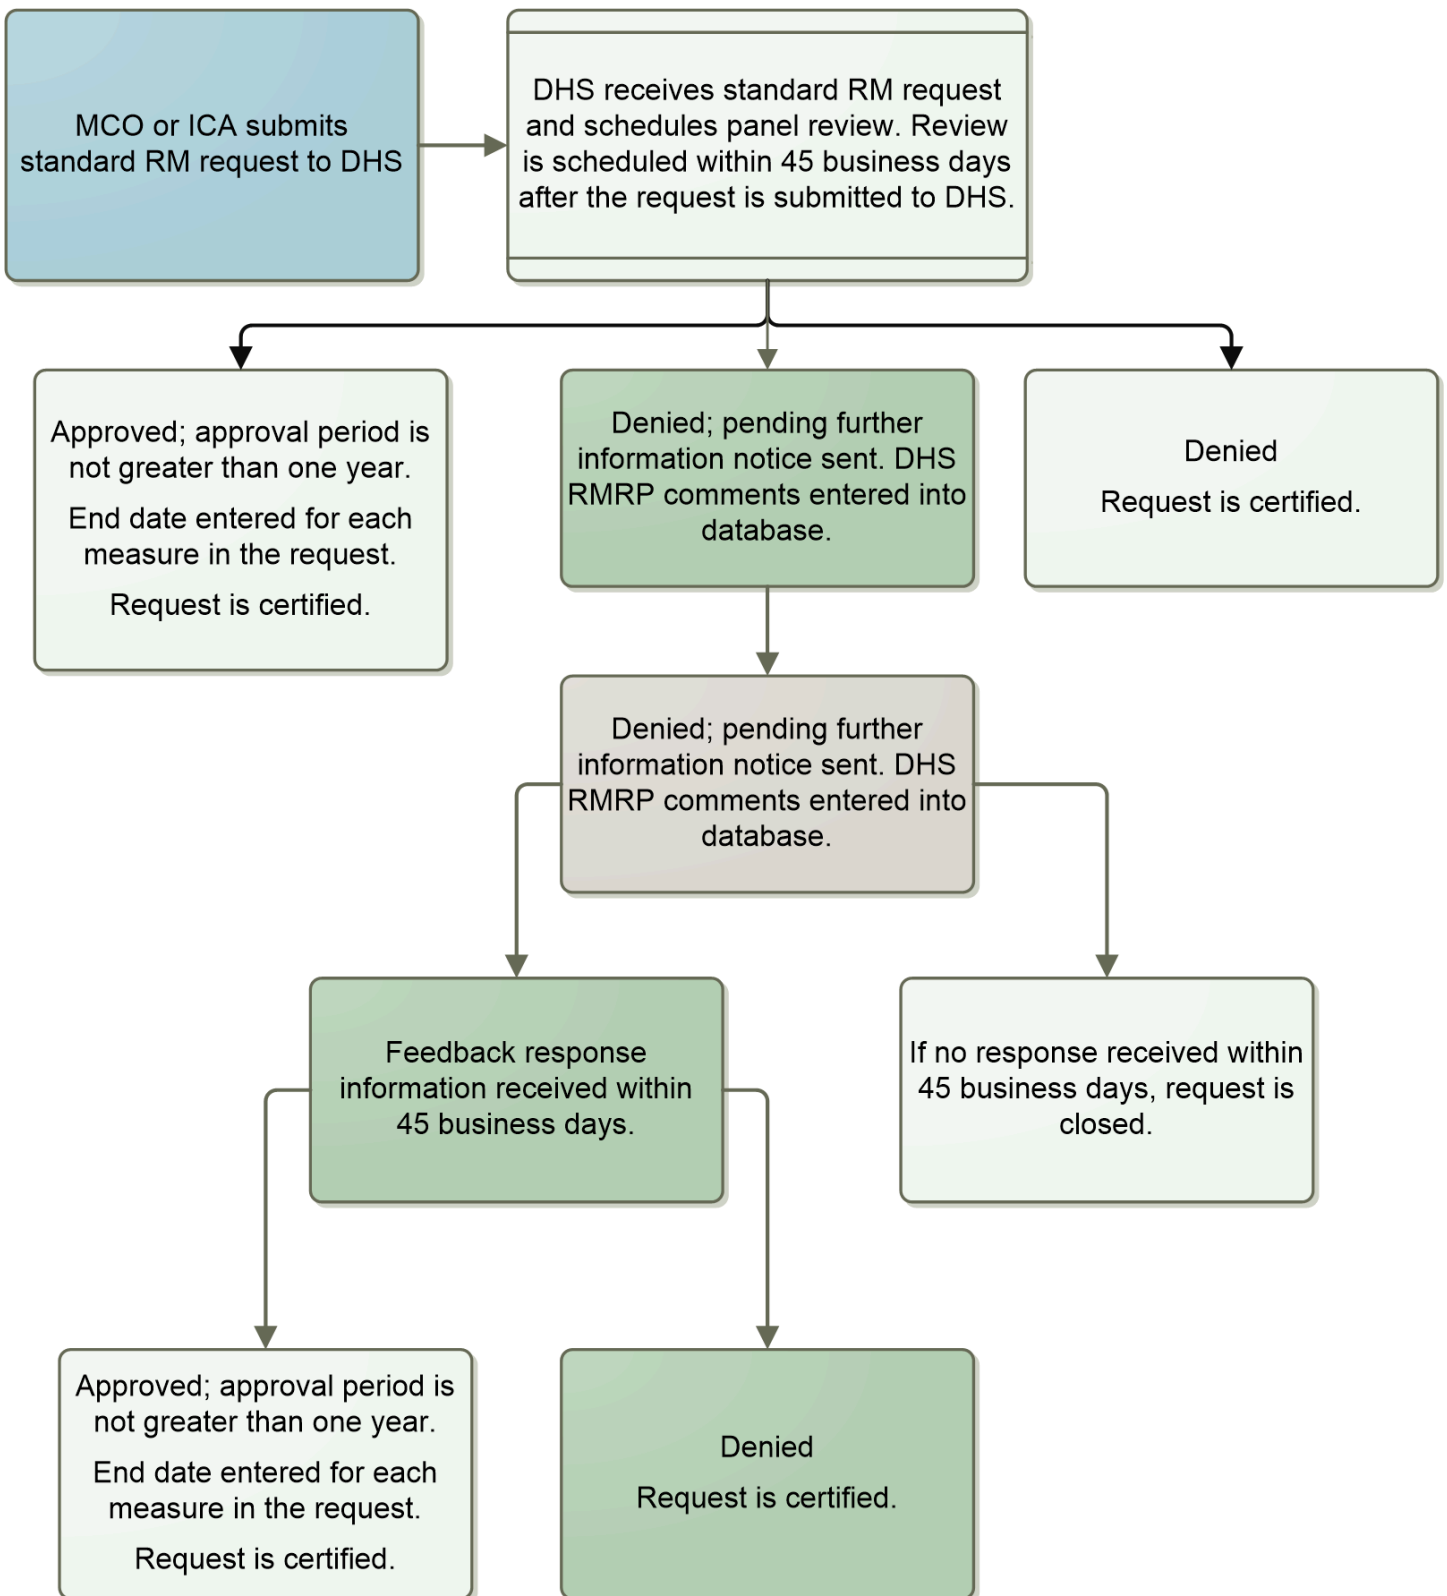 MCO or ICA submits
standard RM request to DHS
DHS receives standard RM request
and schedules panel review. Review
is scheduled within 45 business days
after the request is submitted to DHS.
Approved; approval period is
not greater than one year.
End date entered for each
measure in the request.
Request is certified.
Denied; pending further
information notice sent. DHS
RMRP comments entered into
database.
Denied
Request is certified.
Denied; pending further
information notice sent. DHS
RMRP comments entered into
database.
Feedback response
information received within
45 business days.
If no response received within
45 business days, request is
closed.
Approved; approval period is
not greater than one year.
End date entered for each
measure in the request.
Request is certified.
Denied
Request is certified.